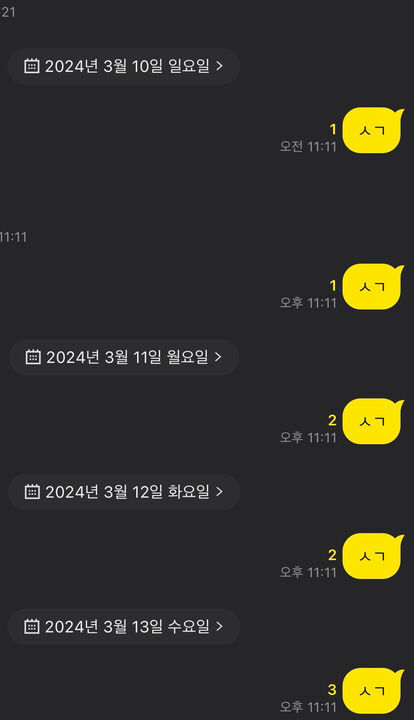 21
2024년 3월 10일 일요일 >
1
ㅅㄱ
오전 11:11
11:11
1
ㅅㄱ
오후 11:11
2024년 3월 11일 월요일 >
2
ㅅㄱ
오후 11:11
2024년 3월 12일 화요일 >
2
ㅅㄱ
오후 11:11
2024년 3월 13일 수요일 >
3
ㅅㄱ
오후 11:11